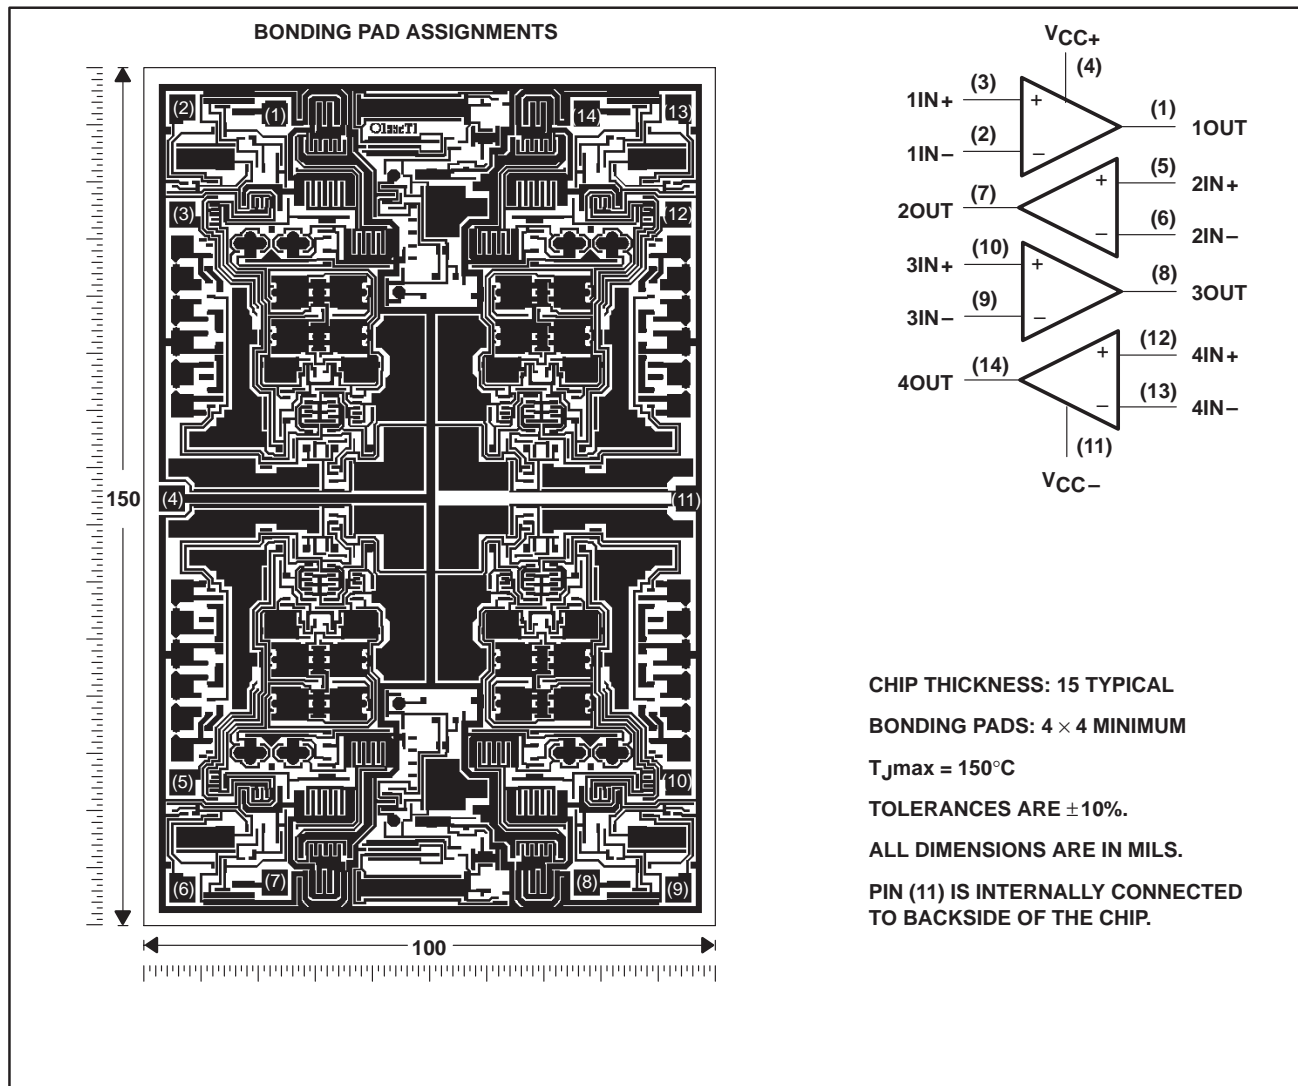 BONDING PAD ASSIGNMENTS
(2)
(1)
(14)
(13)
(3)
(12)
(4)
(11)
(5)
(10)
(6)
(7)
(8)
(9)
150
100
VCC+
(4)
1IN+
(3)
+
1IN−
(2)
−
(1)
1OUT
2OUT
(7)
+
(5)
2IN+
−
(6)
2IN−
3IN+
(10)
+
3IN−
(9)
−
(8)
3OUT
4OUT
(14)
+
(12)
4IN+
−
(13)
4IN−
(11)
VCC−
CHIP THICKNESS: 15 TYPICAL
BONDING PADS: 4 × 4 MINIMUM
TJmax = 150°C
TOLERANCES ARE ±10%.
ALL DIMENSIONS ARE IN MILS.
PIN (11) IS INTERNALLY CONNECTED
TO BACKSIDE OF THE CHIP.